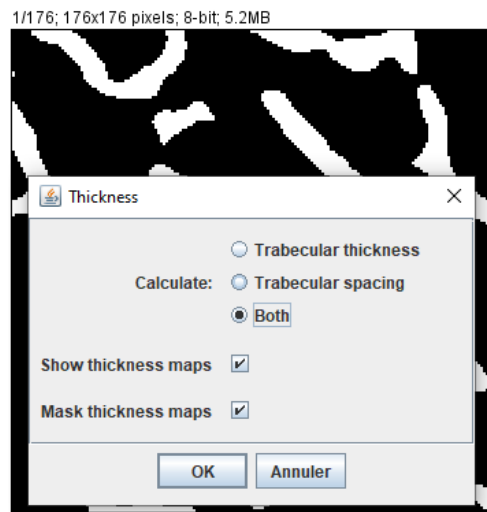 1/176; 176x176 pixels; 8-bit; 5.2MB
Thickness
Trabecular thickness
Calculate: Trabecular spacing
Both
Show thickness maps
Mask thickness maps
OK Annuler